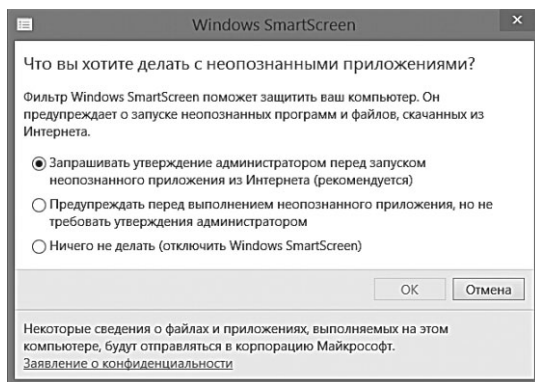 Windows SmartScreen
Что вы хотите делать с неопознанными приложениями?
Фильтр Windows SmartScreen поможет защитить ваш компьютер. Он
предупреждает о запуске неопознанных программ и файлов, скачанных из
Интернета.
Запрашивать утверждение администратором перед запуском
неопознанного приложения из Интернета (рекомендуется)
Предупреждать перед выполнением неопознанного приложения, но не
требовать утверждения администратором
Ничего не делать (отключить Windows SmartScreen)
ОК Отмена
Некоторые сведения о файлах и приложениях, выполняемых на этом
компьютере, будут отправляться в корпорацию Майкрософт.
Заявление о конфиденциальности